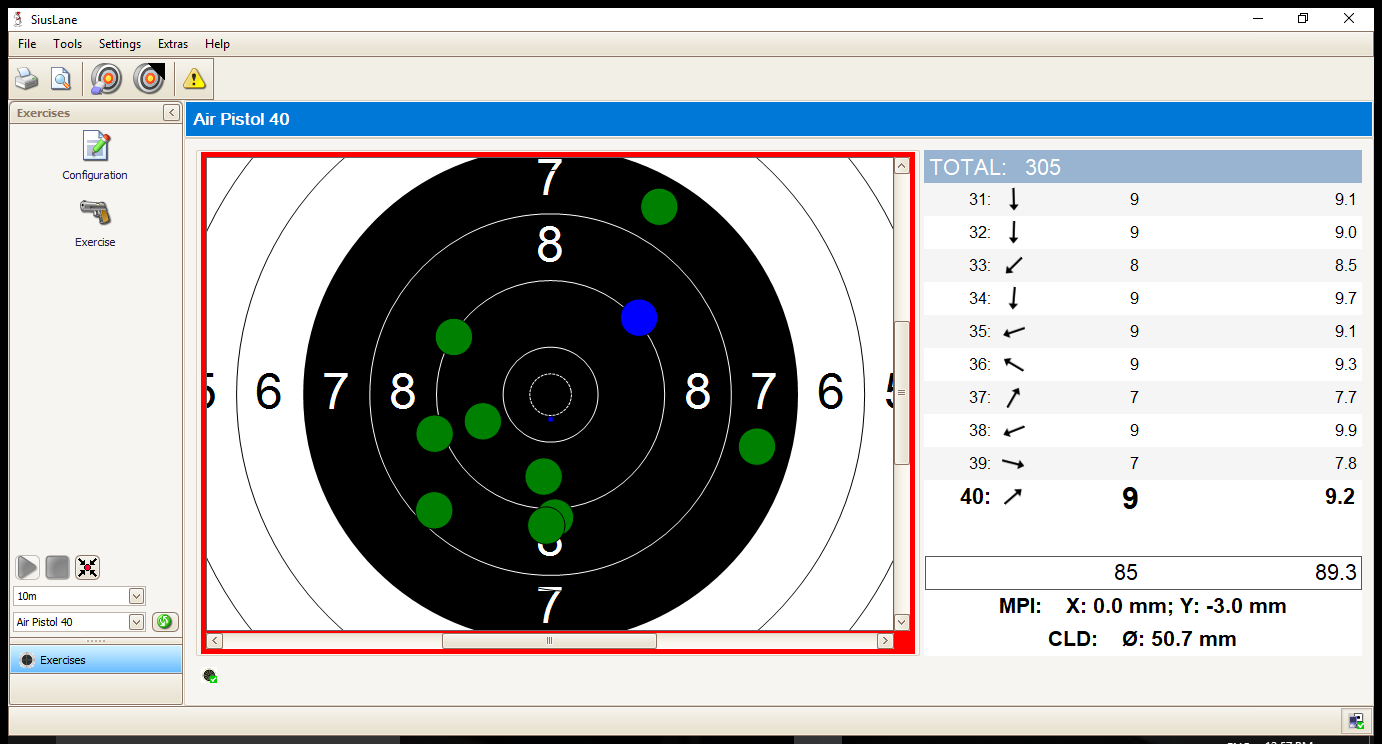 SiusLane
File Tools Settings Extras Help
Exercises
Configuration
Exercise
10m
Air Pistol 40
Exercises
Air Pistol 40
7
8
6 7 8 8 7 6
7
TOTAL: 305
31: 9 9.1
32: 9 9.0
33: 8 8.5
34: 9 9.7
35: 9 9.1
36: 9 9.3
37: 7 7.7
38: 9 9.9
39: 7 7.8
40: 9 9.2
85 89.3
MPI: X: 0.0 mm; Y: -3.0 mm
CLD: Ø: 50.7 mm